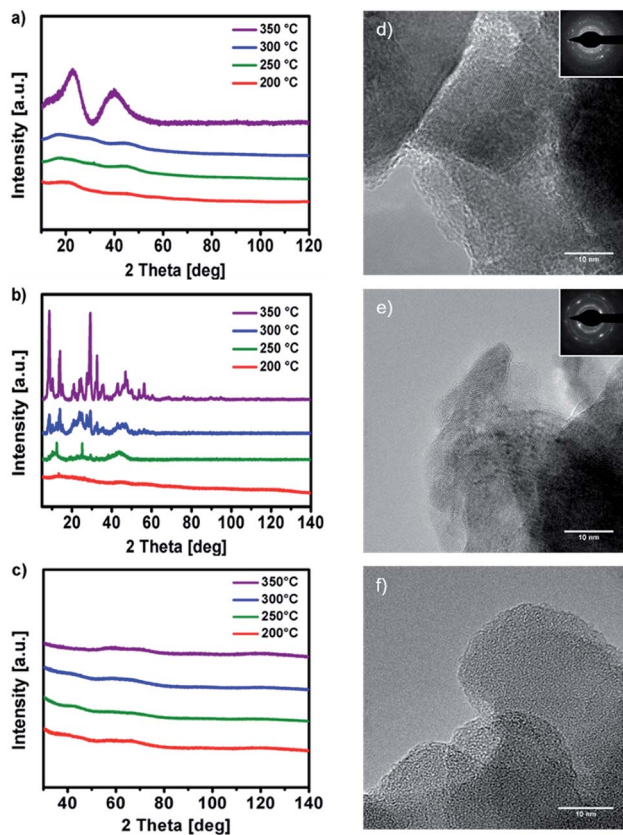 a)
350 °C
300 °C
250 °C
200 °C
Intensity [a.u.]
20 40 60 80 100 120
2 Theta [deg]
b)
350 °C
300 °C
250 °C
200 °C
Intensity [a.u.]
20 40 60 80 100 120 140
2 Theta [deg]
c)
350°C
300°C
250°C
200°C
Intensity [a.u.]
40 60 80 100 120 140
2 Theta [deg]
d)
10 nm
e)
10 nm
f)
10 nm